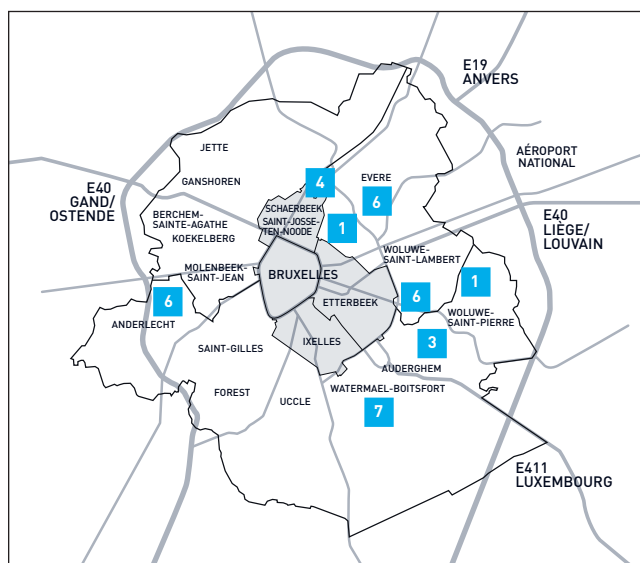 E19
ANVERS
JETTE
AÉROPORT
NATIONAL
EVERE
4
GANSHOREN
6
E40
GAND/
OSTENDE
SCHAERBEEK
SAINT-JOSSE-
TEN-NOODE
1
BERCHEM-
SAINTE-AGATHE
KOEKELBERG
E40
LIÈGE/
LOUVAIN
WOLUWE-
SAINT-LAMBERT
MOLENBEEK-
SAINT-JEAN
BRUXELLES
1
6
ETTERBEEK
6
WOLUWE-
SAINT-PIERRE
ANDERLECHT
IXELLES
3
SAINT-GILLES
AUDERGHEM
FOREST
UCCLE
WATERMAEL-BOITSFORT
7
E411
LUXEMBOURG